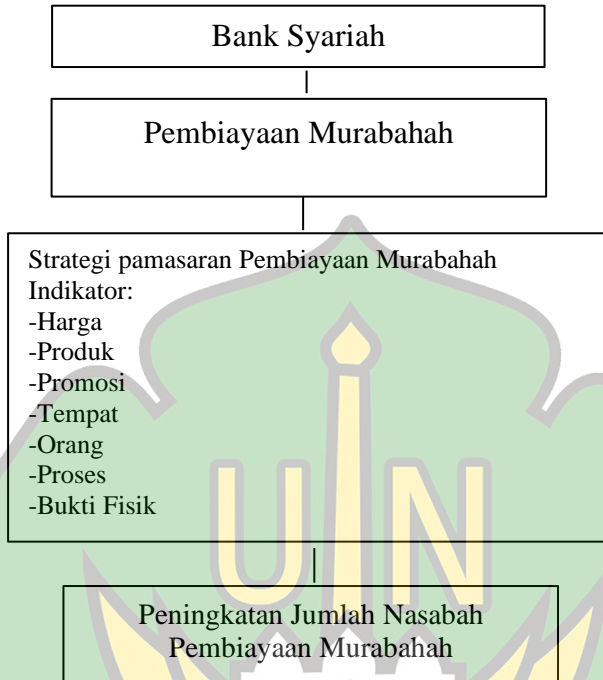 Bank Syariah
Pembiayaan Murabahah
Strategi pamasaran Pembiayaan Murabahah
Indikator:
-Harga
-Produk
-Promosi
-Tempat
-Orang
-Proses
-Bukti Fisik
UIN
Peningkatan Jumlah Nasabah
Pembiayaan Murabahah